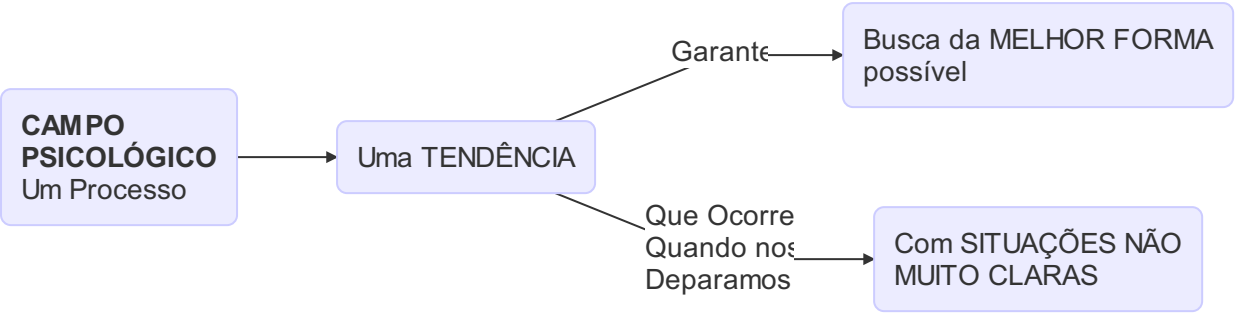 CAMPO
PSICOLÓGICO
Um Processo
Uma TENDÊNCIA
Garante
Busca da MELHOR FORMA
possível
Que Ocorre
Quando nos
Deparamos
Com SITUAÇÕES NÃO
MUITO CLARAS